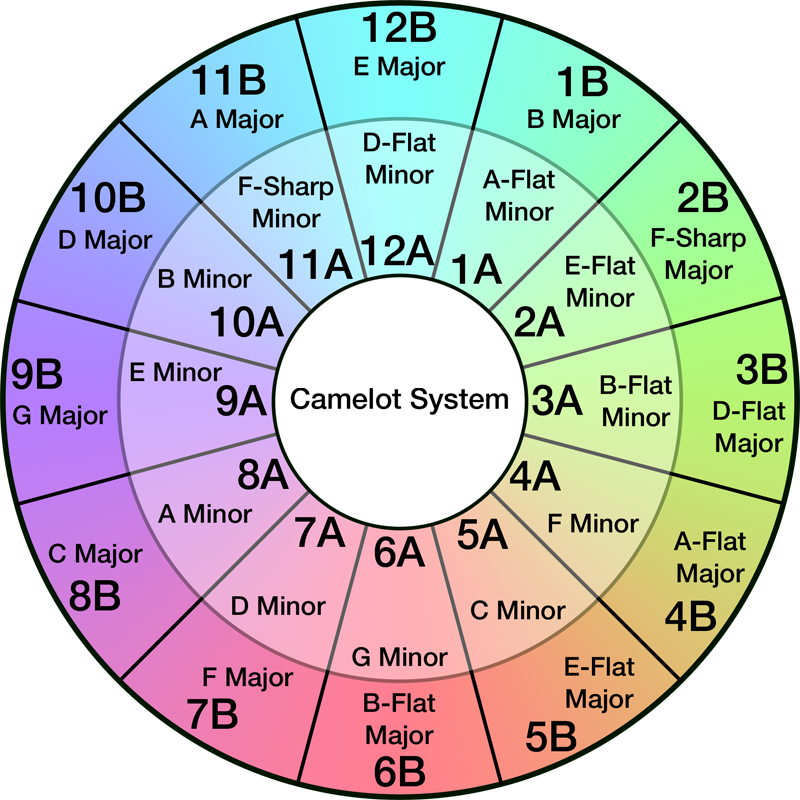 12B
E Major
1B
B Major
2B
F-Sharp
Major
3B
D-Flat
Major
A-Flat
Major
4B
E-Flat
Major
5B
B-Flat
Major
6B
F Major
7B
C Major
8B
9B
G Major
10B
D Major
11B
A Major
D-Flat
Minor
12A
A-Flat
Minor
1A
E-Flat
Minor
2A
B-Flat
Minor
3A
4A
F Minor
5A
C Minor
6A
G Minor
7A
D Minor
8A
A Minor
E Minor
9A
B Minor
10A
F-Sharp
Minor
11A
Camelot System